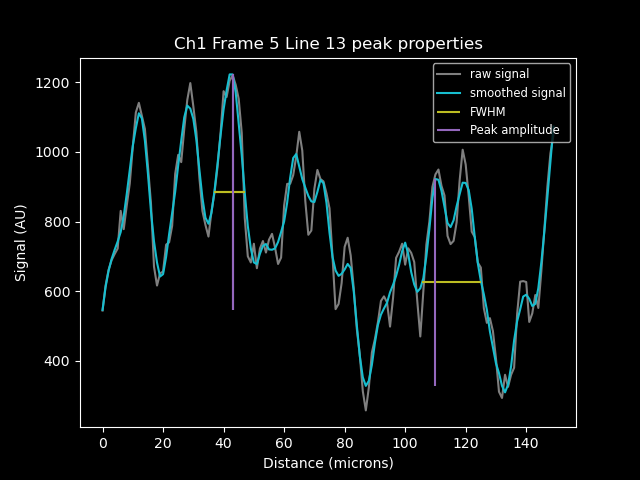 Ch1 Frame 5 Line 13 peak properties
raw signal
smoothed signal
FWHM
Peak amplitude
1200
1000
800
600
400
Signal (AU)
0 20 40 60 80 100 120 140
Distance (microns)